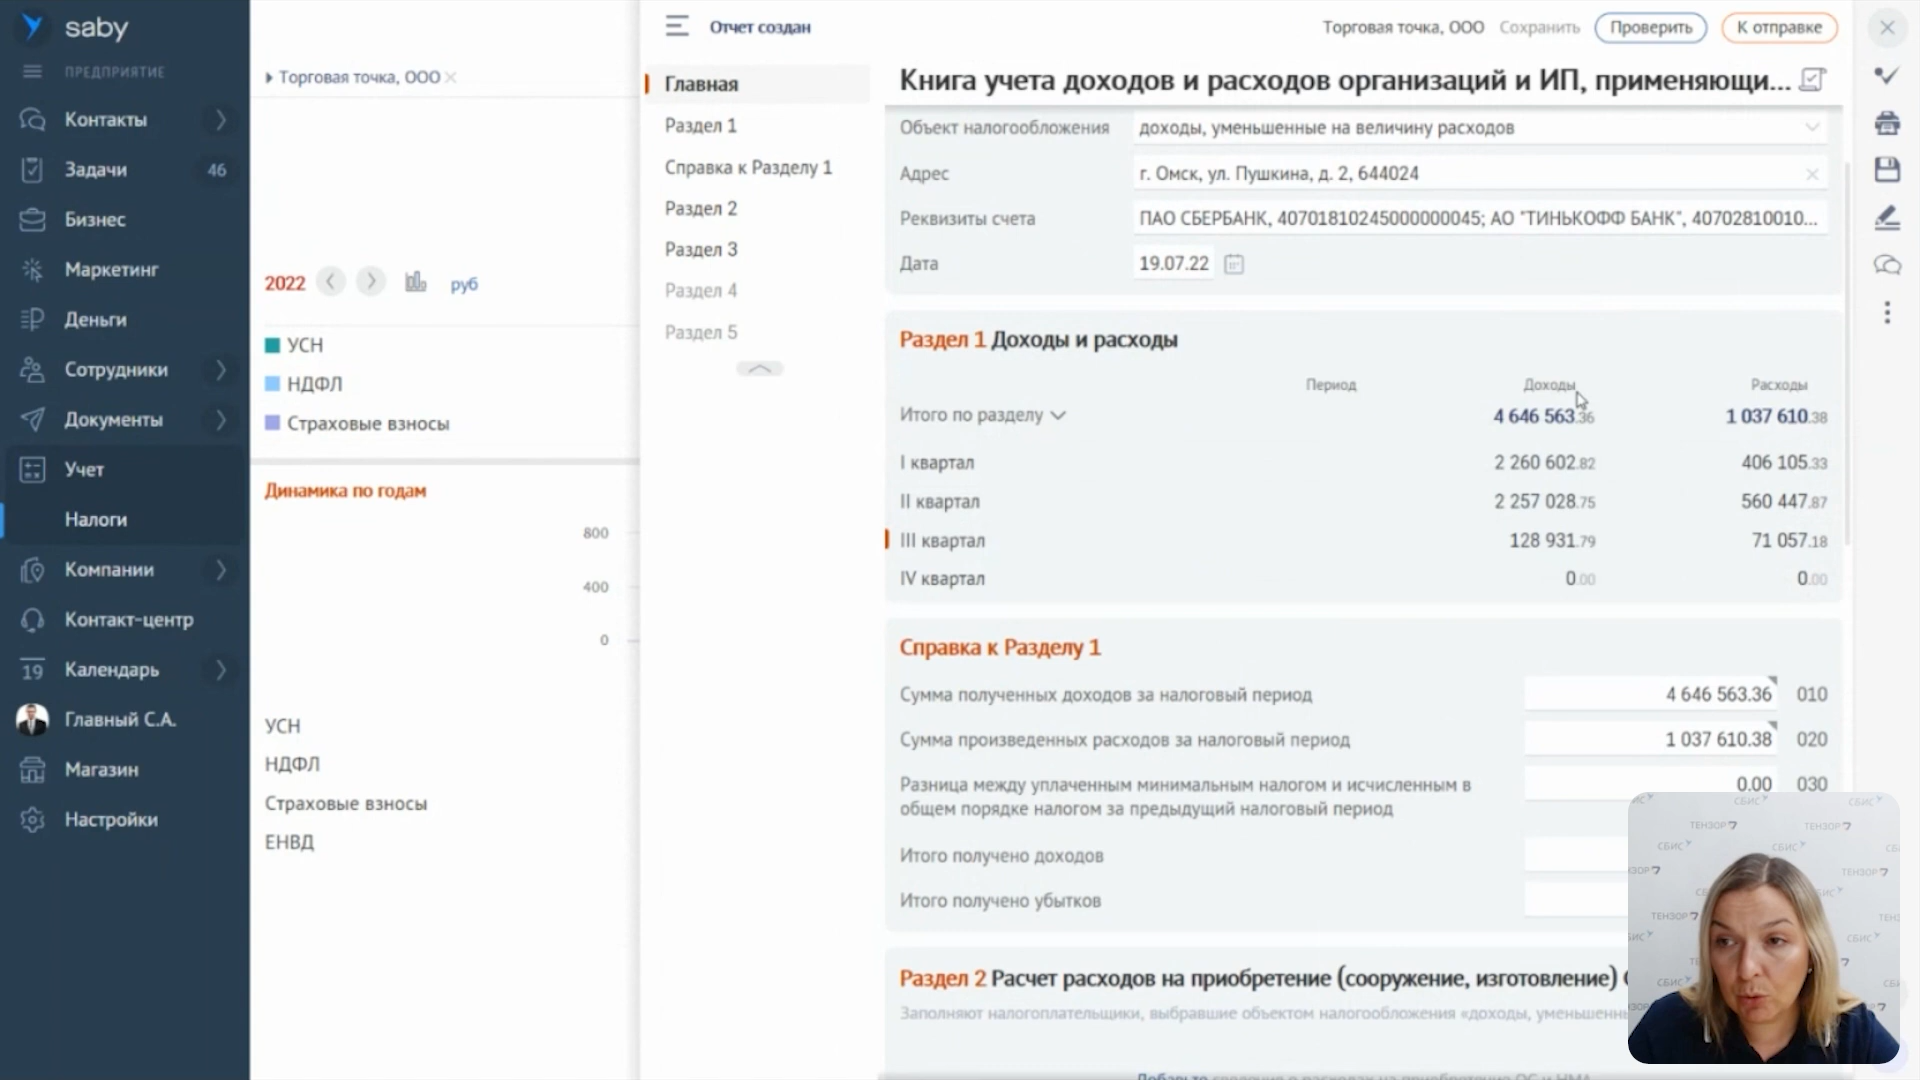 saby
ПРЕДПРИЯТИЕ
Контакты
Задачи 46
Бизнес
Маркетинг
Деньги
Сотрудники
Документы
Учет
Налоги
Компании
Контакт-центр
19 Календарь
Главный С.А.
Магазин
Настройки
Торговая точка, ООО
2022 руб
УСН
НДФЛ
Страховые взносы
Динамика по годам
800
400
0
УСН
НДФЛ
Страховые взносы
ЕНВД
Отчет создан
Торговая точка, ООО Сохранить Проверить К отправке
Главная
Раздел 1
Справка к Разделу 1
Раздел 2
Раздел 3
Раздел 4
Раздел 5
Книга учета доходов и расходов организаций и ИП, применяющи...
Объект налогообложения доходы, уменьшенные на величину расходов
Адрес г. Омск, ул. Пушкина, д. 2, 644024
Реквизиты счета ПАО СБЕРБАНК, 40701810245000000045; АО "ТИНЬКОФФ БАНК", 40702810010...
Дата 19.07.22
Раздел 1 Доходы и расходы
Период Доходы Расходы
Итого по разделу 4 646 563.36 1 037 610.38
I квартал 2 260 602.82 406 105.33
II квартал 2 257 028.75 560 447.87
III квартал 128 931.79 71 057.18
IV квартал 0.00 0.00
Справка к Разделу 1
Сумма полученных доходов за налоговый период 4 646 563.36 010
Сумма произведенных расходов за налоговый период 1 037 610.38 020
Разница между уплаченным минимальным налогом и исчисленным в 0.00 030
общем порядке налогом за предыдущий налоговый период
Итого получено доходов
Итого получено убытков
Раздел 2 Расчет расходов на приобретение (сооружение, изготовление)
Заполняют налогоплательщики, выбравшие объектом налогообложения «доходы,
СБИС ТЕНЗОР